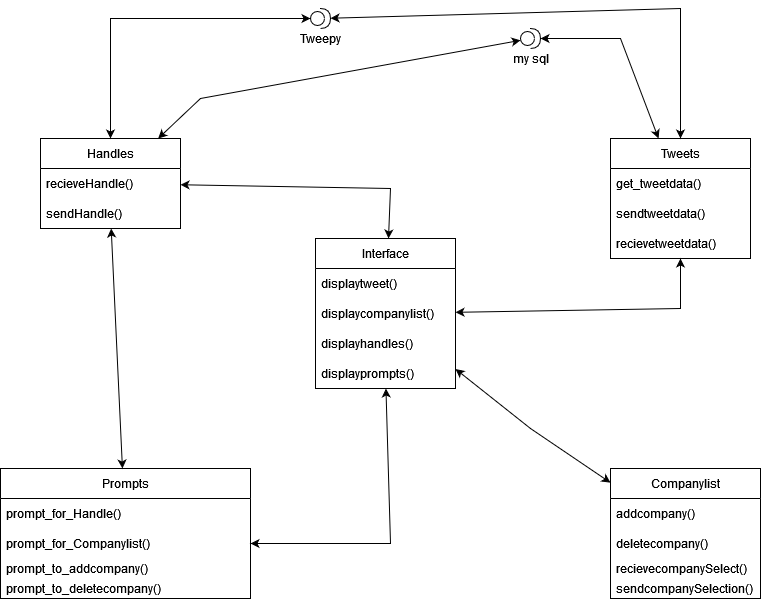 Tweepy
my sql
Handles
recieveHandle()
sendHandle()
Tweets
get_tweetdata()
sendtweetdata()
recievetweetdata()
Interface
displaytweet()
displaycompanylist()
displayhandles()
displayprompts()
Prompts
prompt_for_Handle()
prompt_for_Companylist()
prompt_to_addcompany()
prompt_to_deletecompany()
Companylist
addcompany()
deletecompany()
recievecompanySelect()
sendcompanySelection()